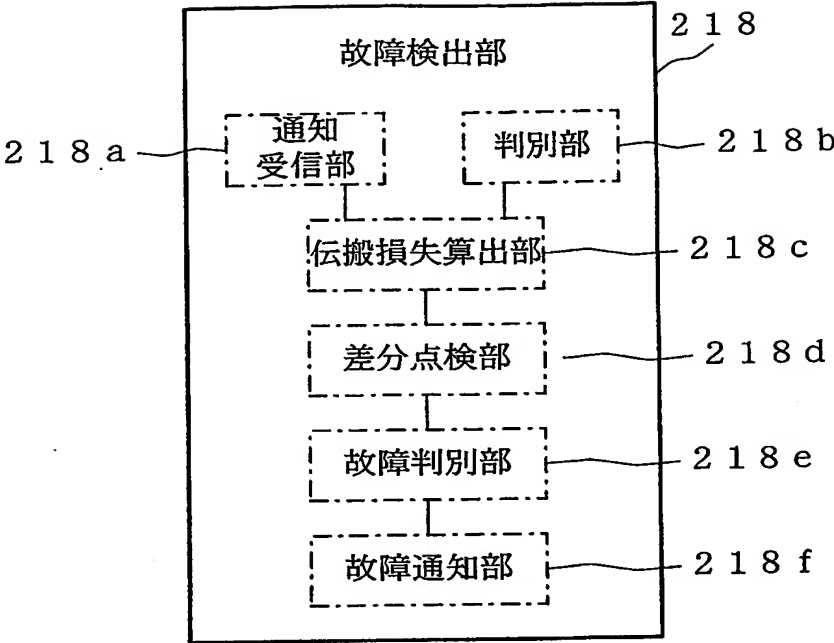 ２１８
故障検出部
２１８ａ
通知
受信部
判別部
２１８ｂ
伝搬損失算出部
２１８ｃ
差分点検部
２１８ｄ
故障判別部
２１８ｅ
故障通知部
２１８ｆ